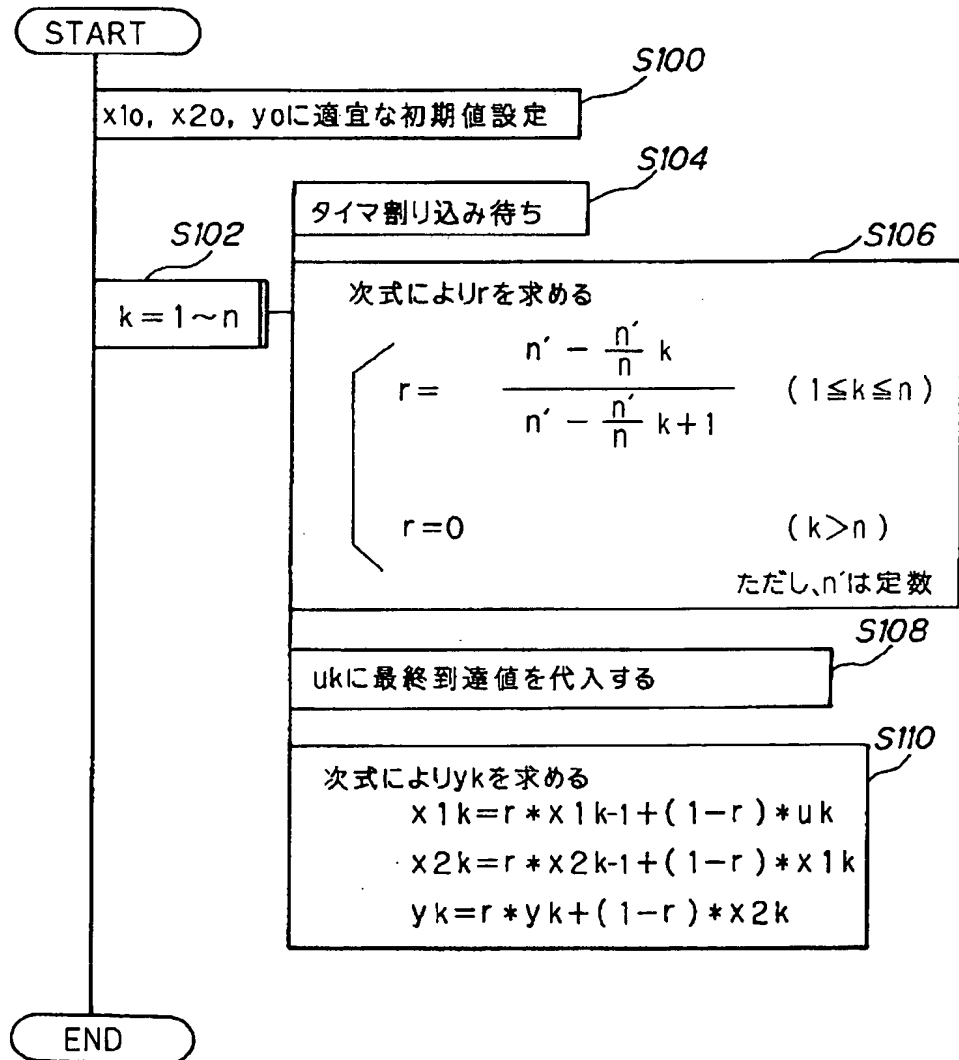 START
S100
x1o, x2o, yoに適宜な初期値設定
S104
タイマ割り込み待ち
S102
k=1~n
S106
次式によりrを求める
r= (n′ - n′/n k) / (n′ - n′/n k+1) (1≦k≦n)
r=0 (k>n)
ただし、n′は定数
S108
ukに最終到達値を代入する
S110
次式によりykを求める
x1k=r*x1k-1+(1-r)*uk
x2k=r*x2k-1+(1-r)*x1k
yk=r*yk+(1-r)*x2k
END